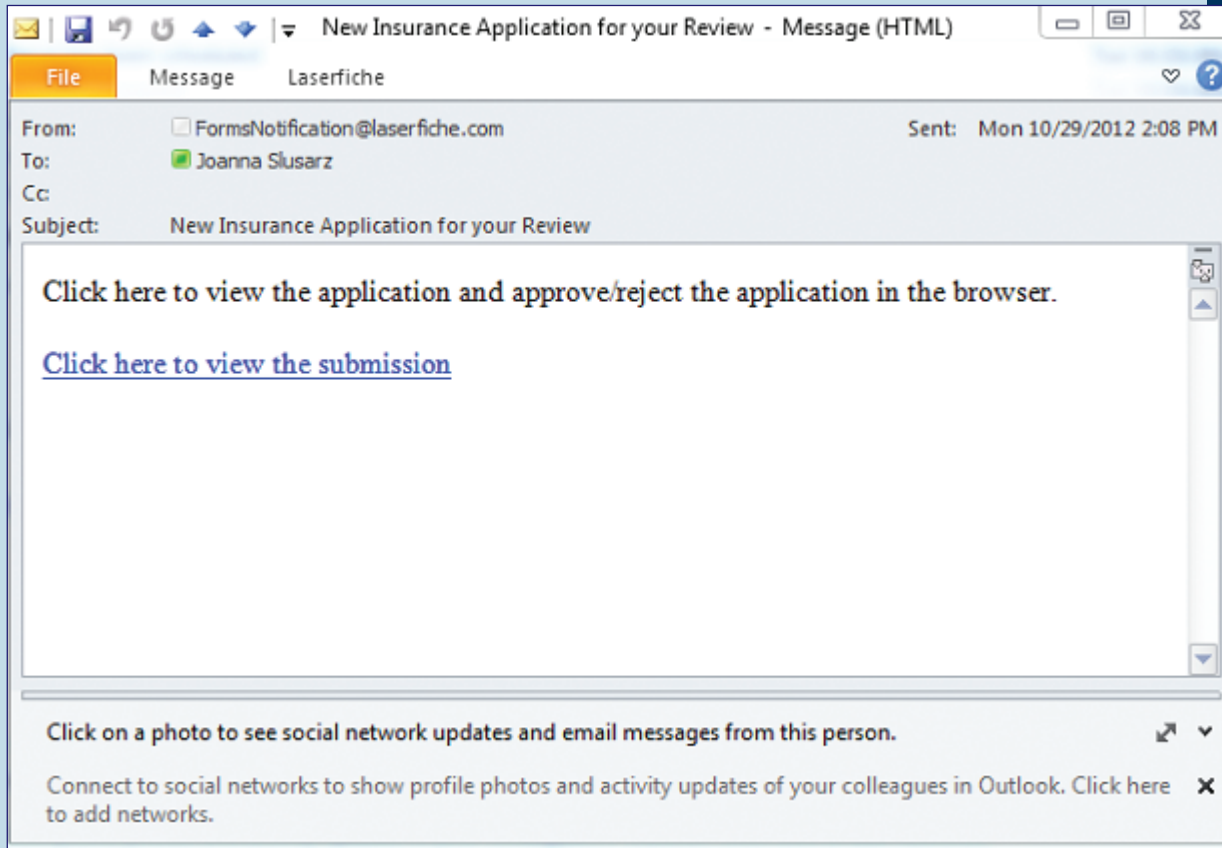 New Insurance Application for your Review - Message (HTML)
File Message Laserfiche
From: FormsNotification@laserfiche.com Sent: Mon 10/29/2012 2:08 PM
To: Joanna Slusarz
Cc:
Subject: New Insurance Application for your Review
Click here to view the application and approve/reject the application in the browser.
Click here to view the submission
Click on a photo to see social network updates and email messages from this person.
Connect to social networks to show profile photos and activity updates of your colleagues in Outlook. Click here
to add networks.